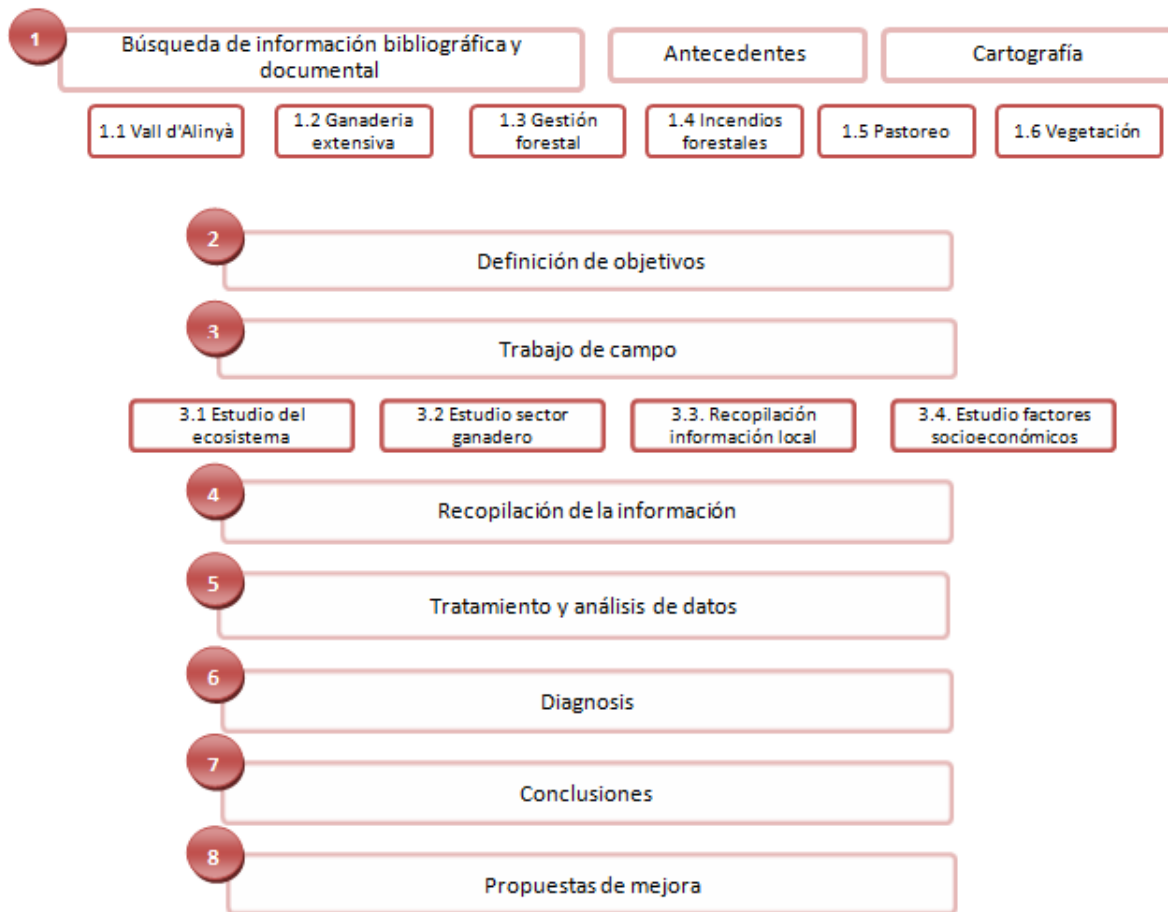 1
Búsqueda de información bibliográfica y
documental
Antecedentes
Cartografía
1.1 Vall d'Alinyà
1.2 Ganaderia
extensiva
1.3 Gestión
forestal
1.4 Incendios
forestales
1.5 Pastoreo
1.6 Vegetación
2
Definición de objetivos
3
Trabajo de campo
3.1 Estudio del
ecosistema
3.2 Estudio sector
ganadero
3.3. Recopilación
información local
3.4. Estudio factores
socioeconómicos
4
Recopilación de la información
5
Tratamiento y análisis de datos
6
Diagnosis
7
Conclusiones
8
Propuestas de mejora